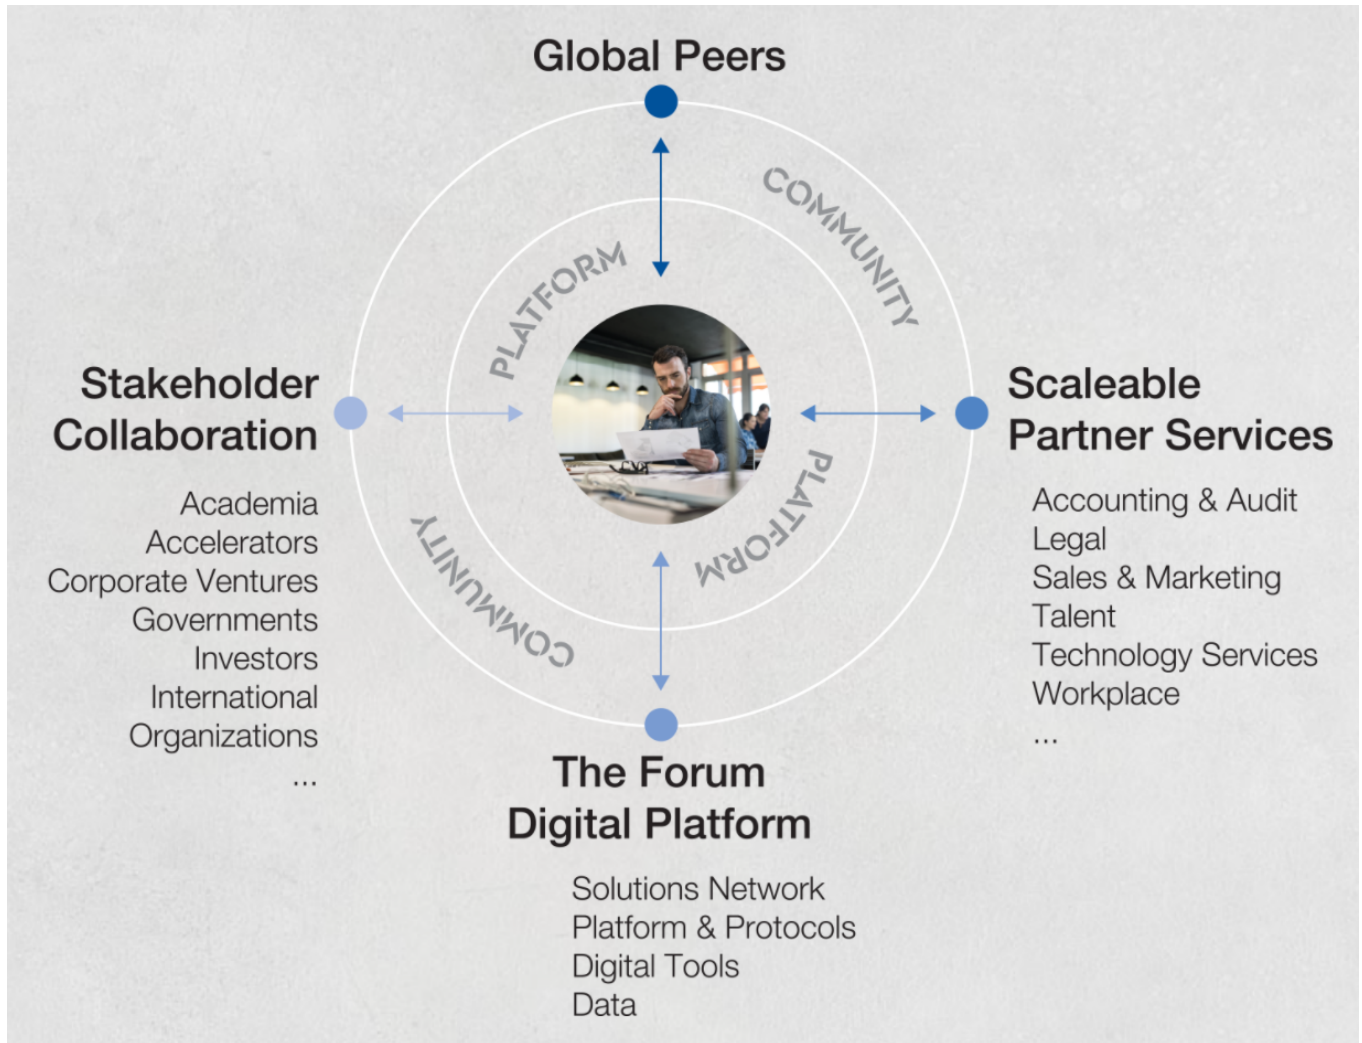 Global Peers
COMMUNITY
PLATFORM
Stakeholder
Collaboration
Academia
Accelerators
Corporate Ventures
Governments
Investors
International
Organizations
...
Scaleable
Partner Services
Accounting & Audit
Legal
Sales & Marketing
Talent
Technology Services
Workplace
...
PLATFORM
COMMUNITY
The Forum
Digital Platform
Solutions Network
Platform & Protocols
Digital Tools
Data